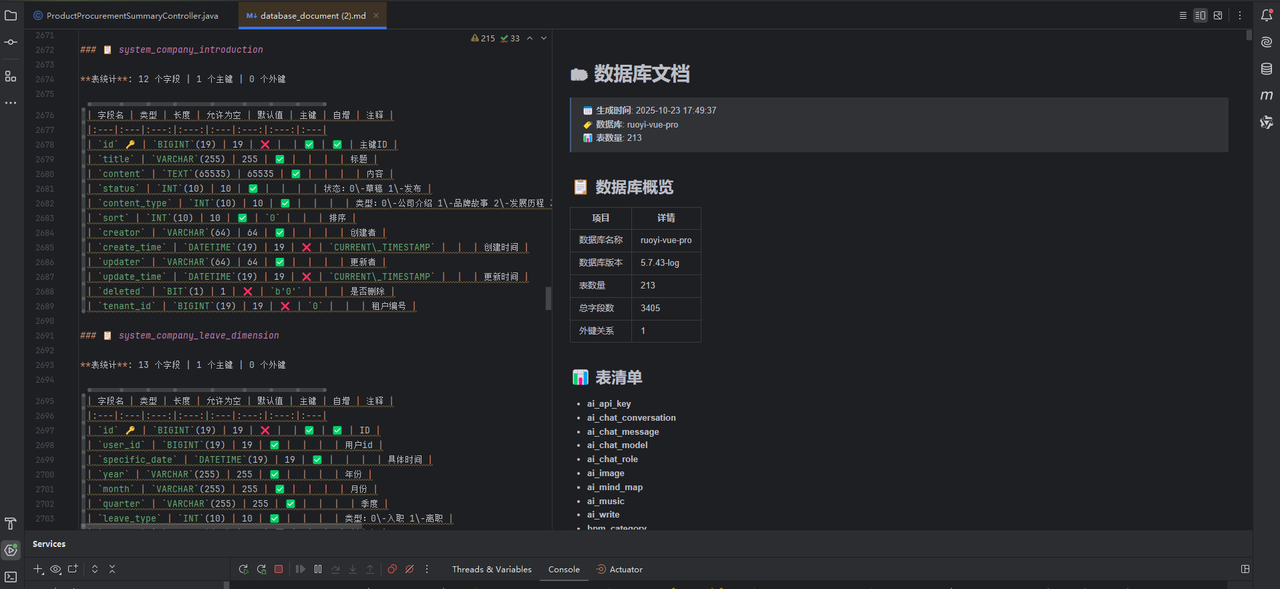 ProductProcurementSummaryController.java
database_document (2).md
215 33
2671
2672 ### 📋 system_company_introduction
2673
2674 **表统计**: 12 个字段 | 1 个主键 | 0 个外键
2675
2676 | 字段名 | 类型 | 长度 | 允许为空 | 默认值 | 主键 | 自增 | 注释 |
2677 |:---|:---|:---:|:---:|:---|:---:|:---:|:---|
2678 | `id` 🔑 | `BIGINT`(19) | 19 | ❌ | | ✅ | ✅ | 主键ID |
2679 | `title` | `VARCHAR`(255) | 255 | ✅ | | | | 标题 |
2680 | `content` | `TEXT`(65535) | 65535 | ✅ | | | | 内容 |
2681 | `status` | `INT`(10) | 10 | ✅ | | | | 状态：0\-草稿 1\-发布 |
2682 | `content_type` | `INT`(10) | 10 | ✅ | | | | 类型：0\-公司介绍 1\-品牌故事 2\-发展历程
2683 | `sort` | `INT`(10) | 10 | ✅ | `0` | | | 排序 |
2684 | `creator` | `VARCHAR`(64) | 64 | ✅ | | | | 创建者 |
2685 | `create_time` | `DATETIME`(19) | 19 | ❌ | `CURRENT\_TIMESTAMP` | | | 创建时间 |
2686 | `updater` | `VARCHAR`(64) | 64 | ✅ | | | | 更新者 |
2687 | `update_time` | `DATETIME`(19) | 19 | ❌ | `CURRENT\_TIMESTAMP` | | | 更新时间 |
2688 | `deleted` | `BIT`(1) | 1 | ❌ | `b'0'` | | | 是否删除 |
2689 | `tenant_id` | `BIGINT`(19) | 19 | ❌ | `0` | | | 租户编号 |
2690
2691 ### 📋 system_company_leave_dimension
2692
2693 **表统计**: 13 个字段 | 1 个主键 | 0 个外键
2694
2695 | 字段名 | 类型 | 长度 | 允许为空 | 默认值 | 主键 | 自增 | 注释 |
2696 |:---|:---|:---:|:---:|:---|:---:|:---:|:---|
2697 | `id` 🔑 | `BIGINT`(19) | 19 | ❌ | | ✅ | ✅ | ID |
2698 | `user_id` | `BIGINT`(19) | 19 | ✅ | | | | 用户id |
2699 | `specific_date` | `DATETIME`(19) | 19 | ✅ | | | | 具体时间 |
2700 | `year` | `VARCHAR`(255) | 255 | ✅ | | | | 年份 |
2701 | `month` | `VARCHAR`(255) | 255 | ✅ | | | | 月份 |
2702 | `quarter` | `VARCHAR`(255) | 255 | ✅ | | | | 季度 |
2703 | `leave_type` | `INT`(10) | 10 | ✅ | | | | 类型：0\-入职 1\-离职 |
数据库文档
生成时间: 2025-10-23 17:49:37
数据库: ruoyi-vue-pro
表数量: 213
数据库概览
项目 详情
数据库名称 ruoyi-vue-pro
数据库版本 5.7.43-log
表数量 213
总字段数 3405
外键关系 1
表清单
ai_api_key
ai_chat_conversation
ai_chat_message
ai_chat_model
ai_chat_role
ai_image
ai_mind_map
ai_music
ai_write
bpm_category
Services
Threads & Variables Console Actuator